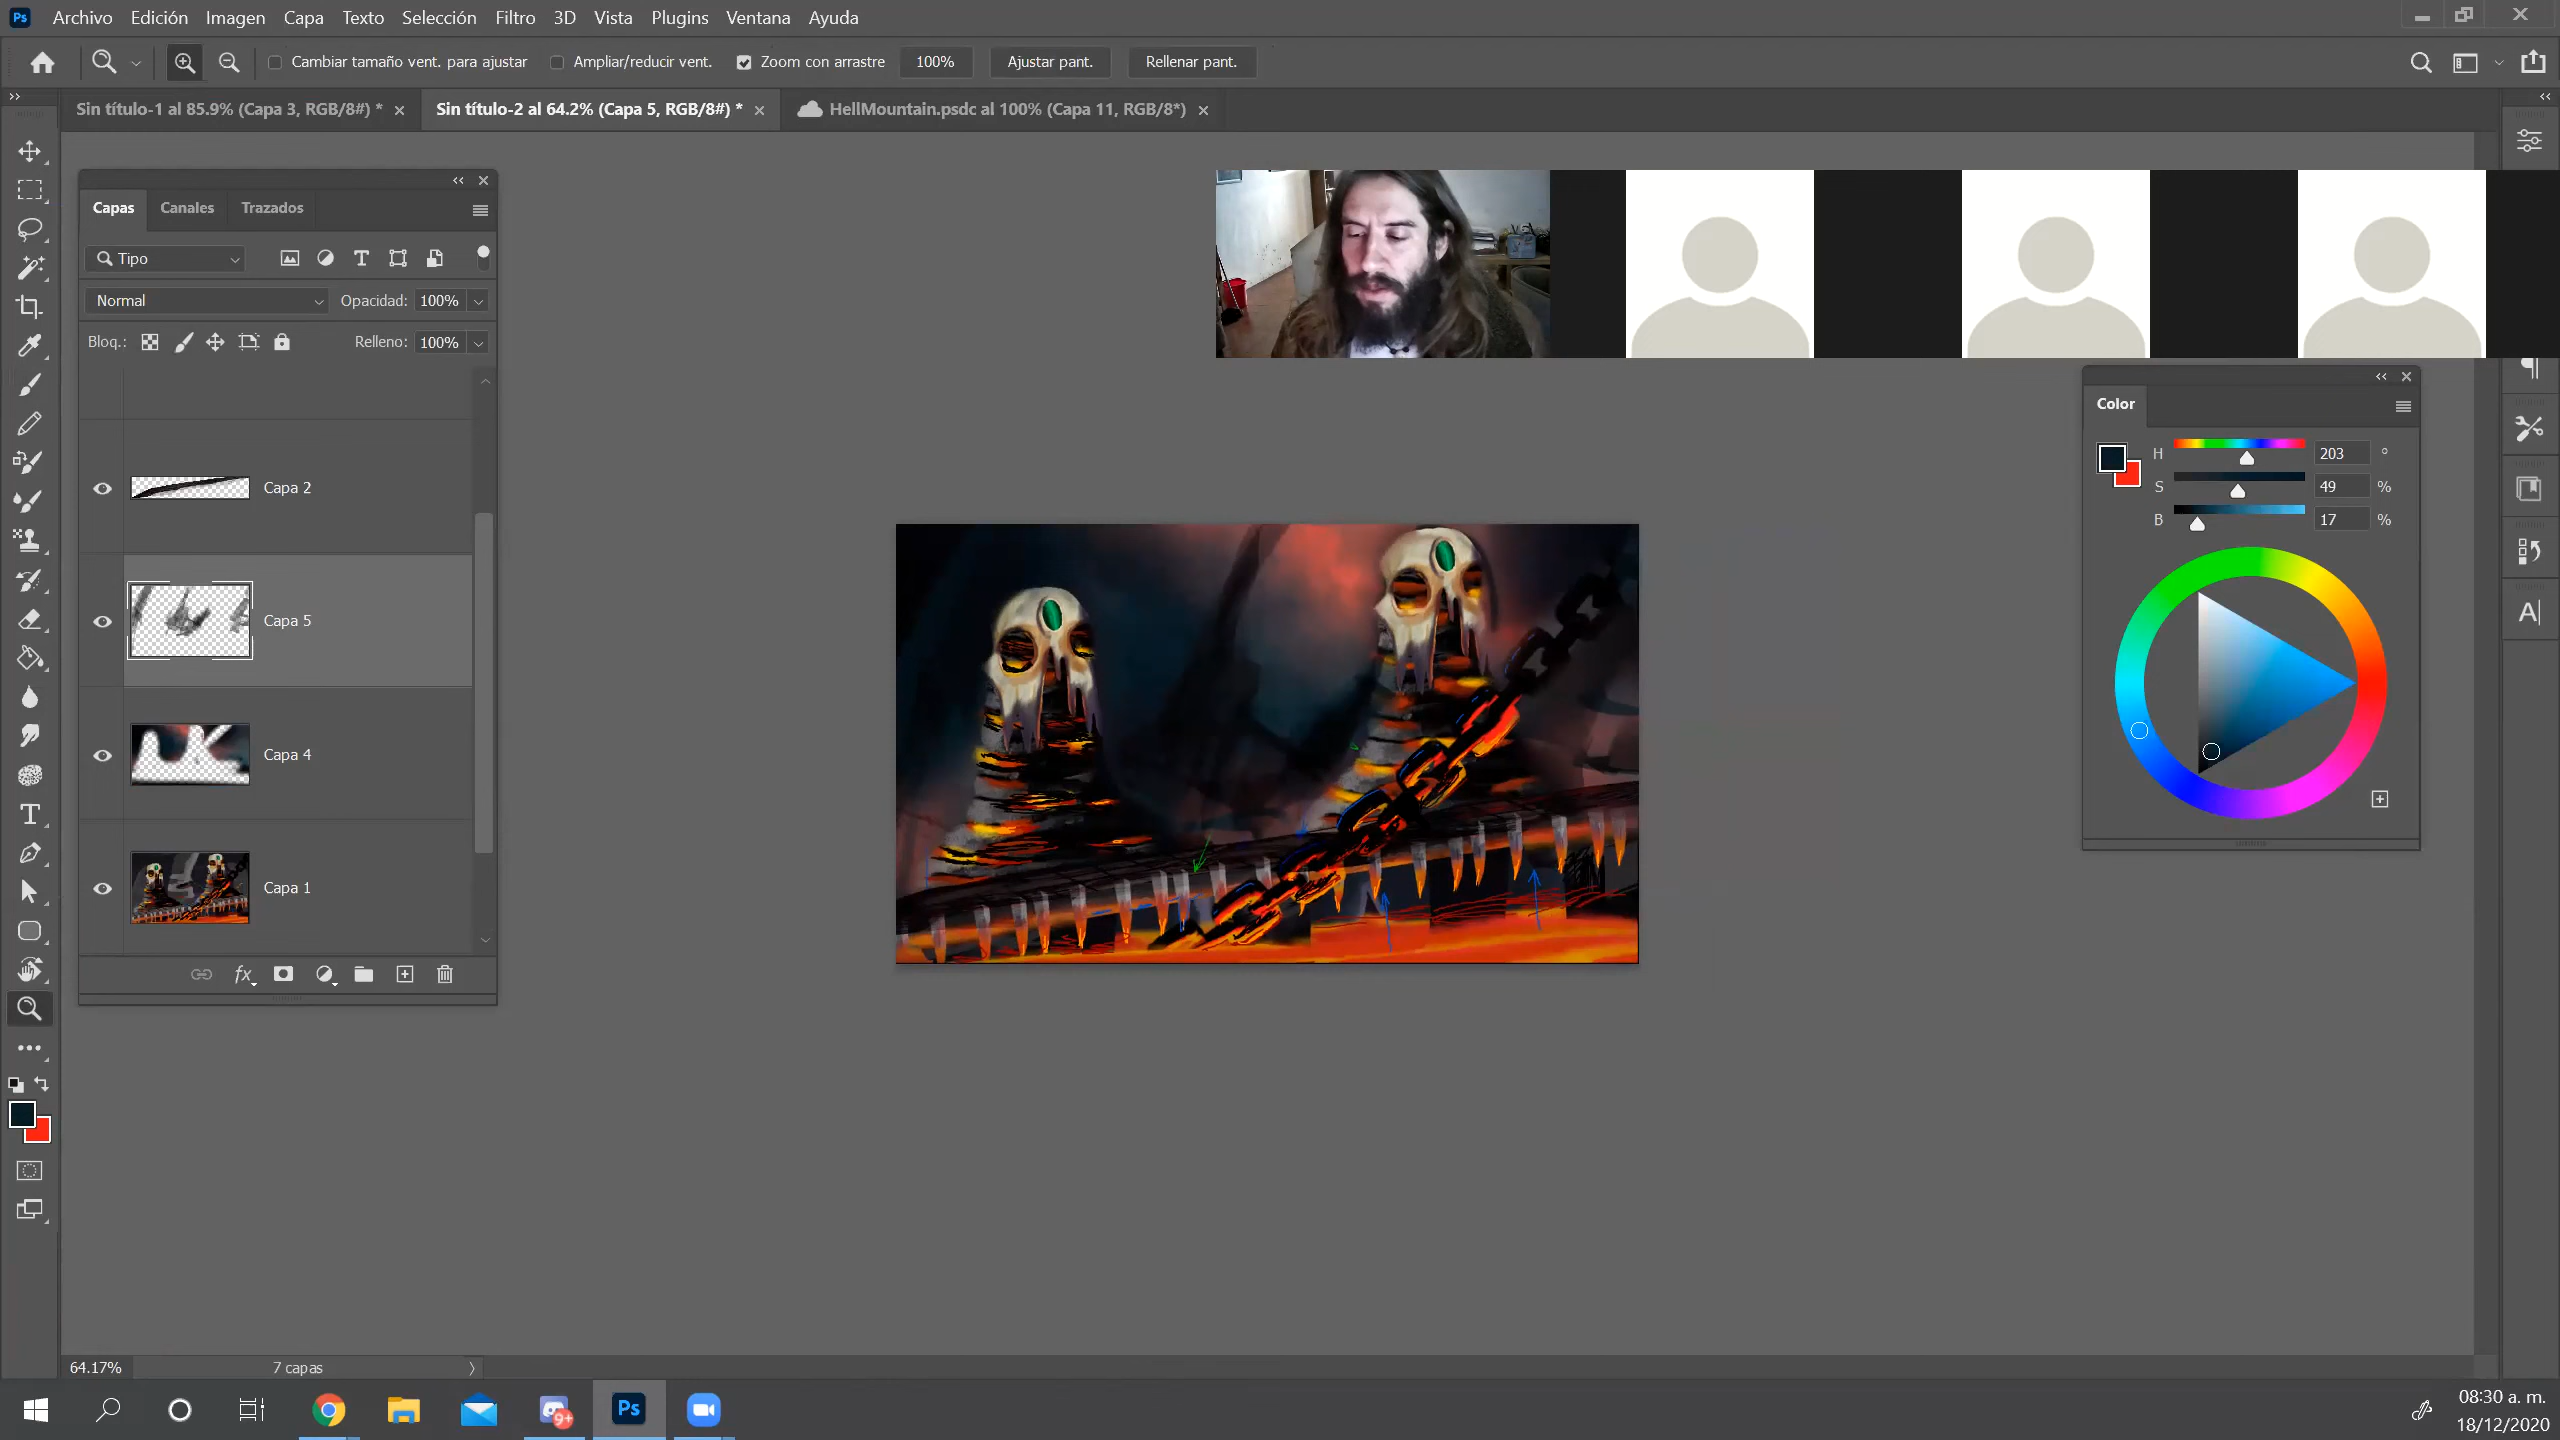 Ps Archivo Edición Imagen Capa Texto Selección Filtro 3D Vista Plugins Ventana Ayuda
Cambiar tamaño vent. para ajustar Ampliar/reducir vent. Zoom con arrastre 100% Ajustar pant. Rellenar pant.
Sin título-1 al 85.9% (Capa 3, RGB/8#) * Sin título-2 al 64.2% (Capa 5, RGB/8#) * HellMountain.psdc al 100% (Capa 11, RGB/8*)
Capas Canales Trazados
Tipo
Normal Opacidad: 100%
Bloq.: Relleno: 100%
Capa 2
Capa 5
Capa 4
Capa 1
fx
Color
H 203 °
S 49 %
B 17 %
64.17% 7 capas
9+
Ps
08:30 a. m.
18/12/2020